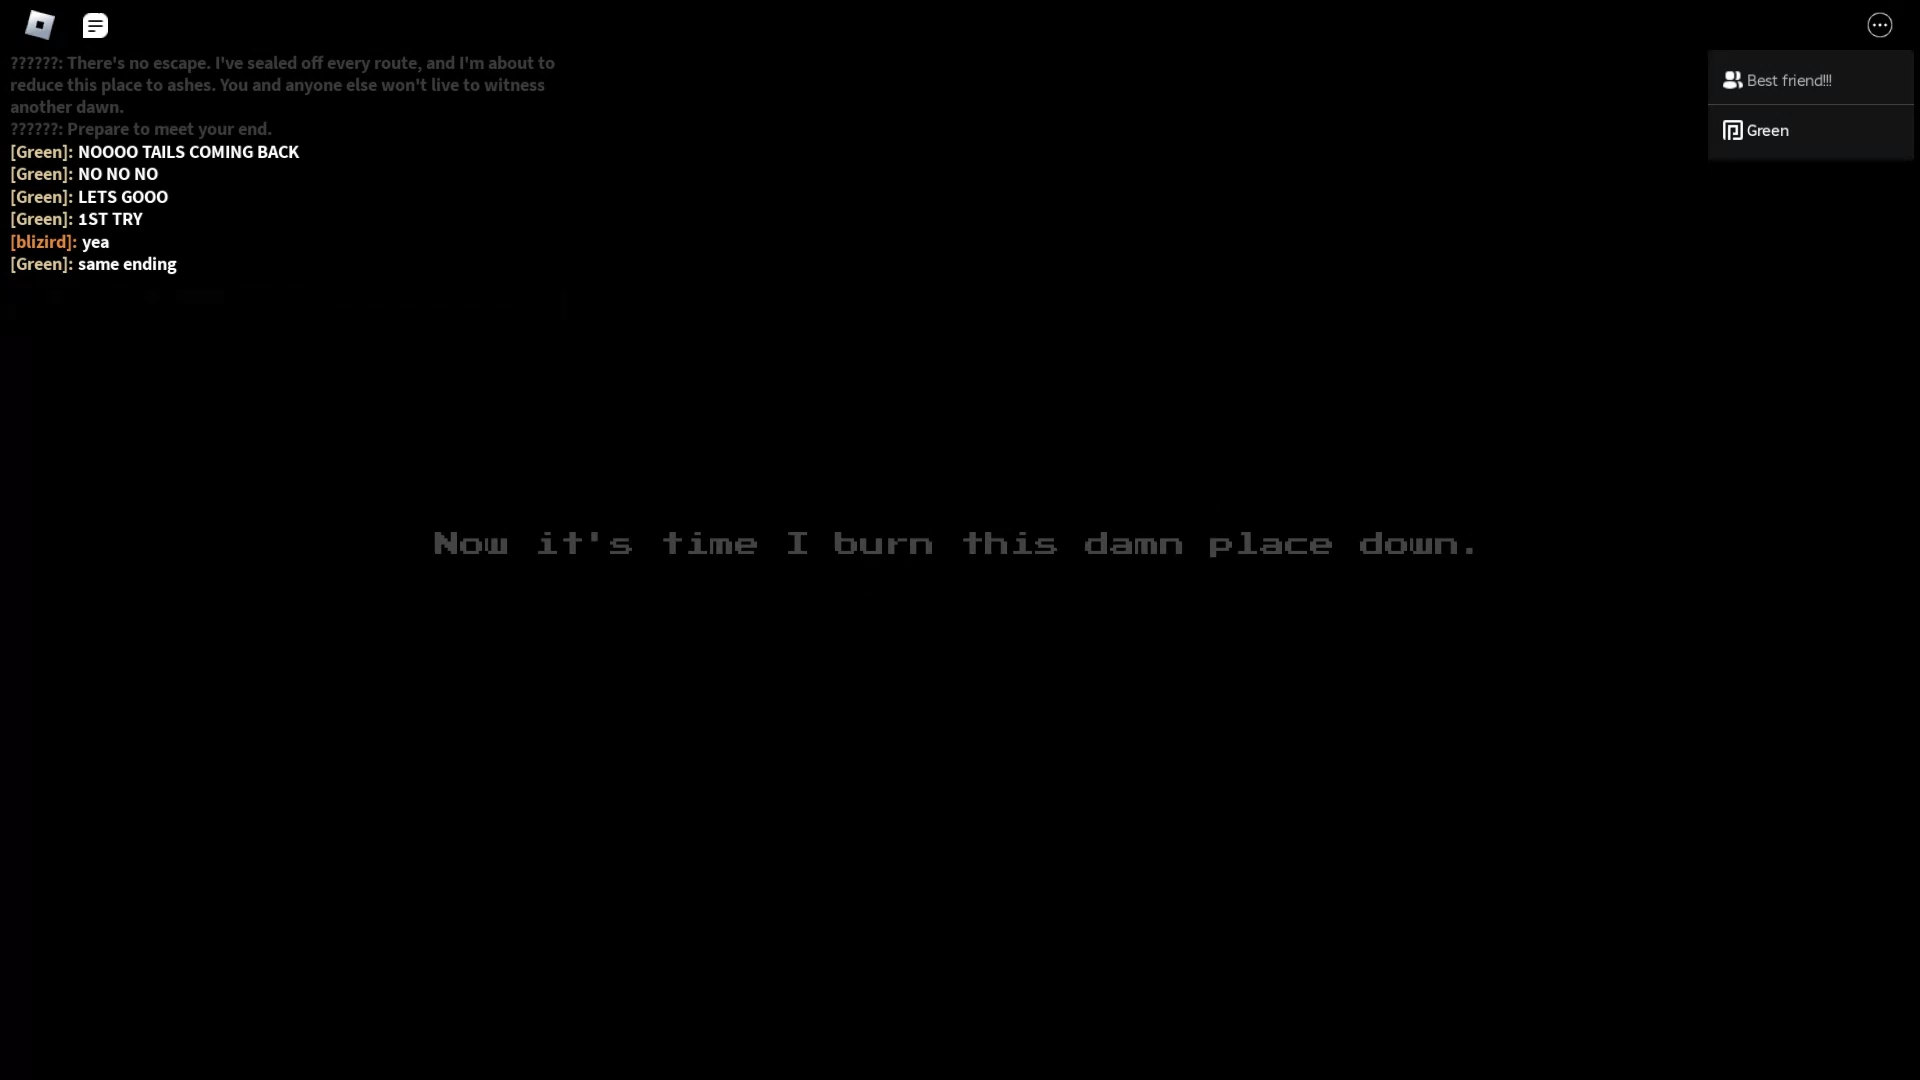 ??????: There's no escape. I've sealed off every route, and I'm about to
reduce this place to ashes. You and anyone else won't live to witness
another dawn.
??????: Prepare to meet your end.
[Green]: NOOOO TAILS COMING BACK
[Green]: NO NO NO
[Green]: LETS GOOO
[Green]: 1ST TRY
[blizird]: yea
[Green]: same ending
Best friend!!!
Green
Now it's time I burn this damn place down.